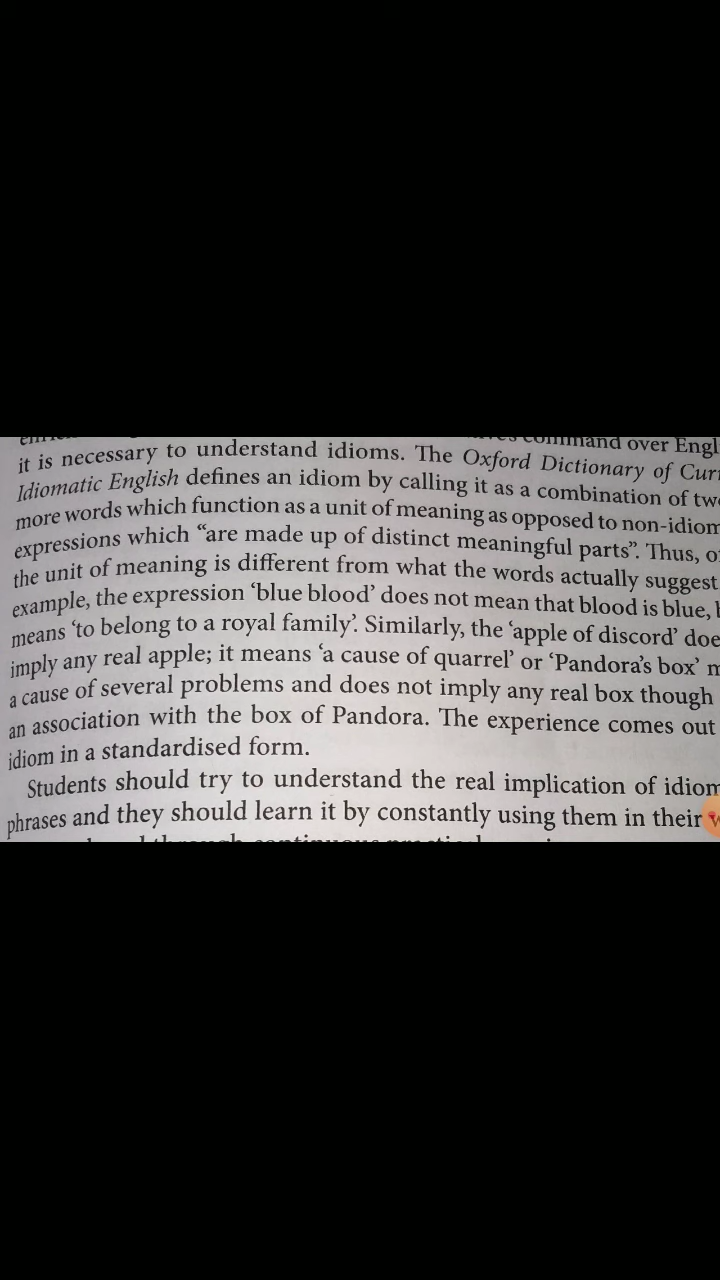 command over Engl
it is necessary to understand idioms. The Oxford Dictionary of Curr
Idiomatic English defines an idiom by calling it as a combination of tw
more words which function as a unit of meaning as opposed to non-idiom
expressions which “are made up of distinct meaningful parts”. Thus, o
the unit of meaning is different from what the words actually suggest
example, the expression ‘blue blood’ does not mean that blood is blue, b
means ‘to belong to a royal family’. Similarly, the ‘apple of discord’ doe
imply any real apple; it means ‘a cause of quarrel’ or ‘Pandora’s box’ m
a cause of several problems and does not imply any real box though
an association with the box of Pandora. The experience comes out
idiom in a standardised form.
Students should try to understand the real implication of idiom
phrases and they should learn it by constantly using them in their w